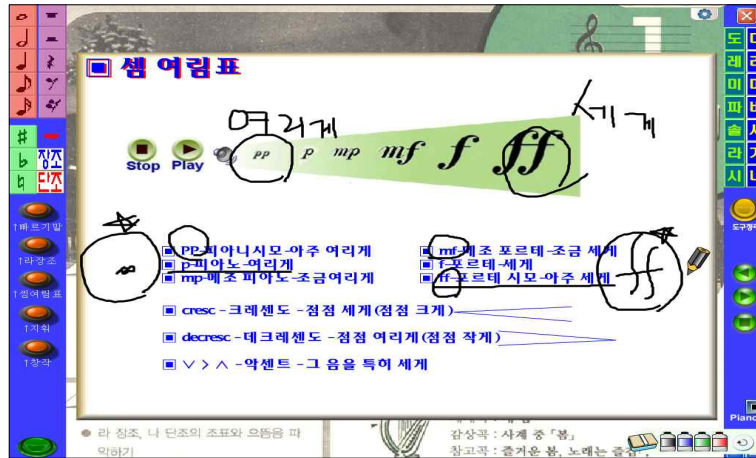 셈 여림표
여리게
세게
Stop Play pp p mp mf f ff
PP-피아니시모-아주 여리게
p-피아노-여리게
mp-메조 피아노-조금여리게
mf-메조 포르테-조금 세게
f-포르테-세게
ff-포르테 시모-아주 세게
ff
cresc-크레센도-점점 세게(점점 크게)
decresc-데크레센도-점점 여리게(점점 작게)
∨ > ∧ -악센트-그 음을 특히 세게
장조
단조
↑빠르기말
↑라장조
↑셈여림표
↑지휘
↑창작
도
레
미
파
솔
라
시
Piano
1
라 장조, 나 단조의 조표와 으뜸음 파
악하기
감상곡 : 사계 중 「봄」
참고곡 : 즐거운 봄, 노래는 즐겁